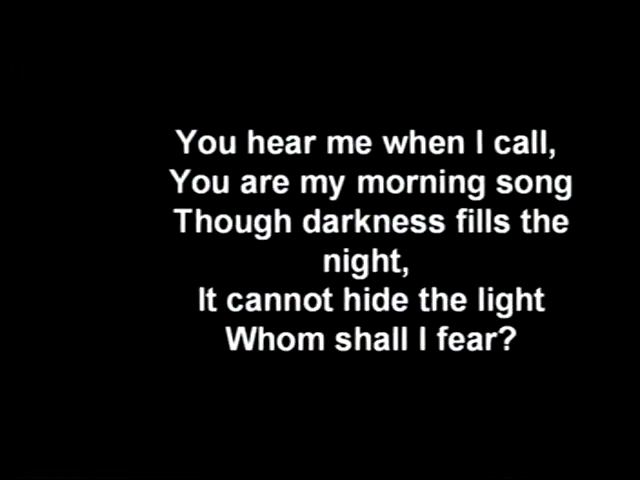 You hear me when I call,
You are my morning song
Though darkness fills the
night,
It cannot hide the light
Whom shall I fear?